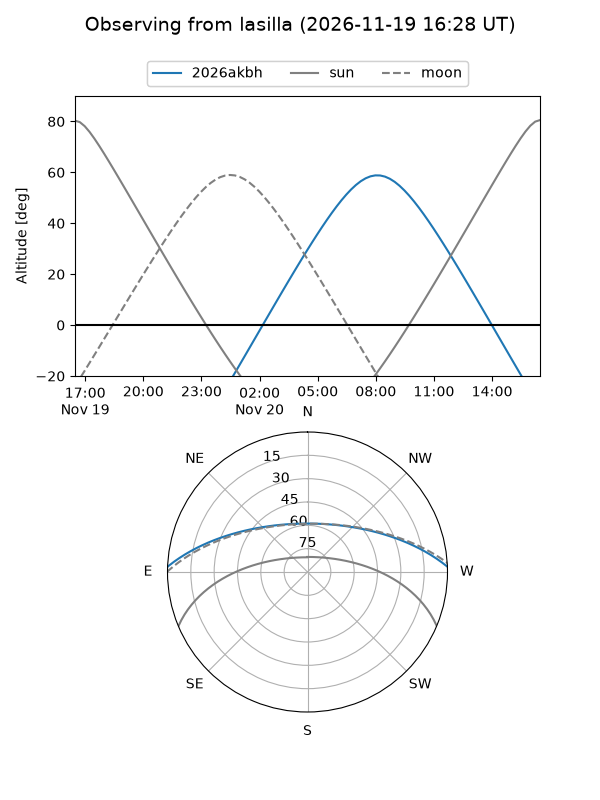 Observing from lasilla (2026-11-19 16:28 UT)
2026akbh sun moon
Altitude [deg]
80
60
40
20
0
−20
17:00 20:00 23:00 02:00 05:00 08:00 11:00 14:00
Nov 19 Nov 20
N
NE NW
15
30
45
60
75
E W
SE SW
S